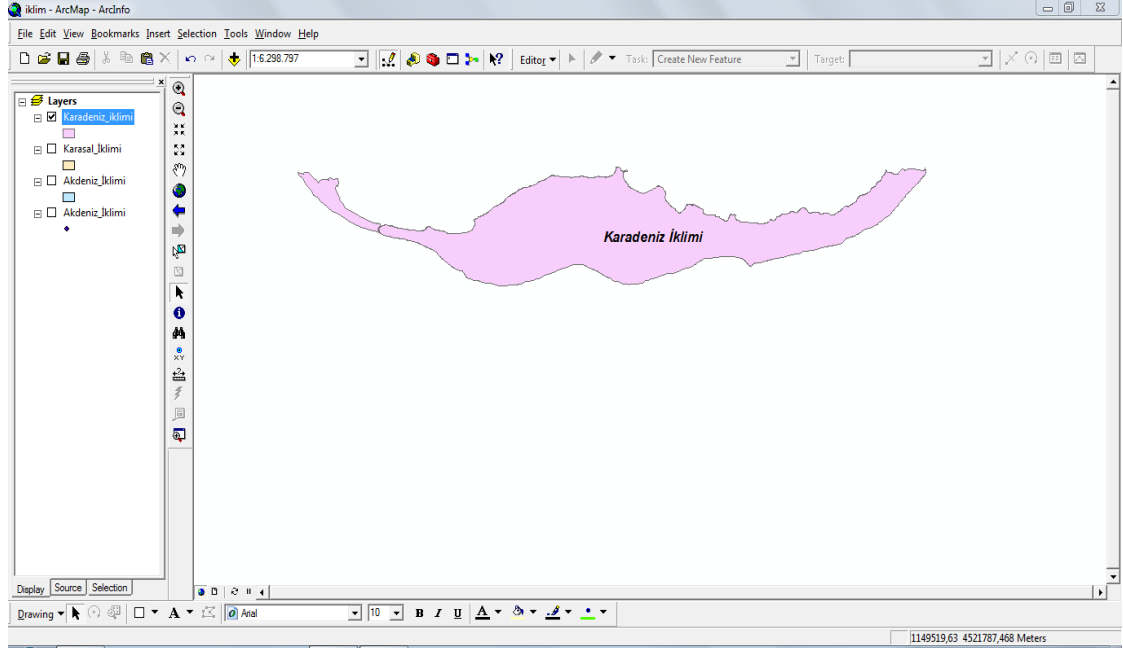 iklim - ArcMap - ArcInfo
File Edit View Bookmarks Insert Selection Tools Window Help
1:6.298.797 Editor Task: Create New Feature Target:
Layers
Karadeniz_iklimi
Karasal_İklimi
Akdeniz_İklimi
Akdeniz_İklimi
Karadeniz İklimi
Display Source Selection
Drawing A Arial 10 B I U A
1149519,63 4521787,468 Meters